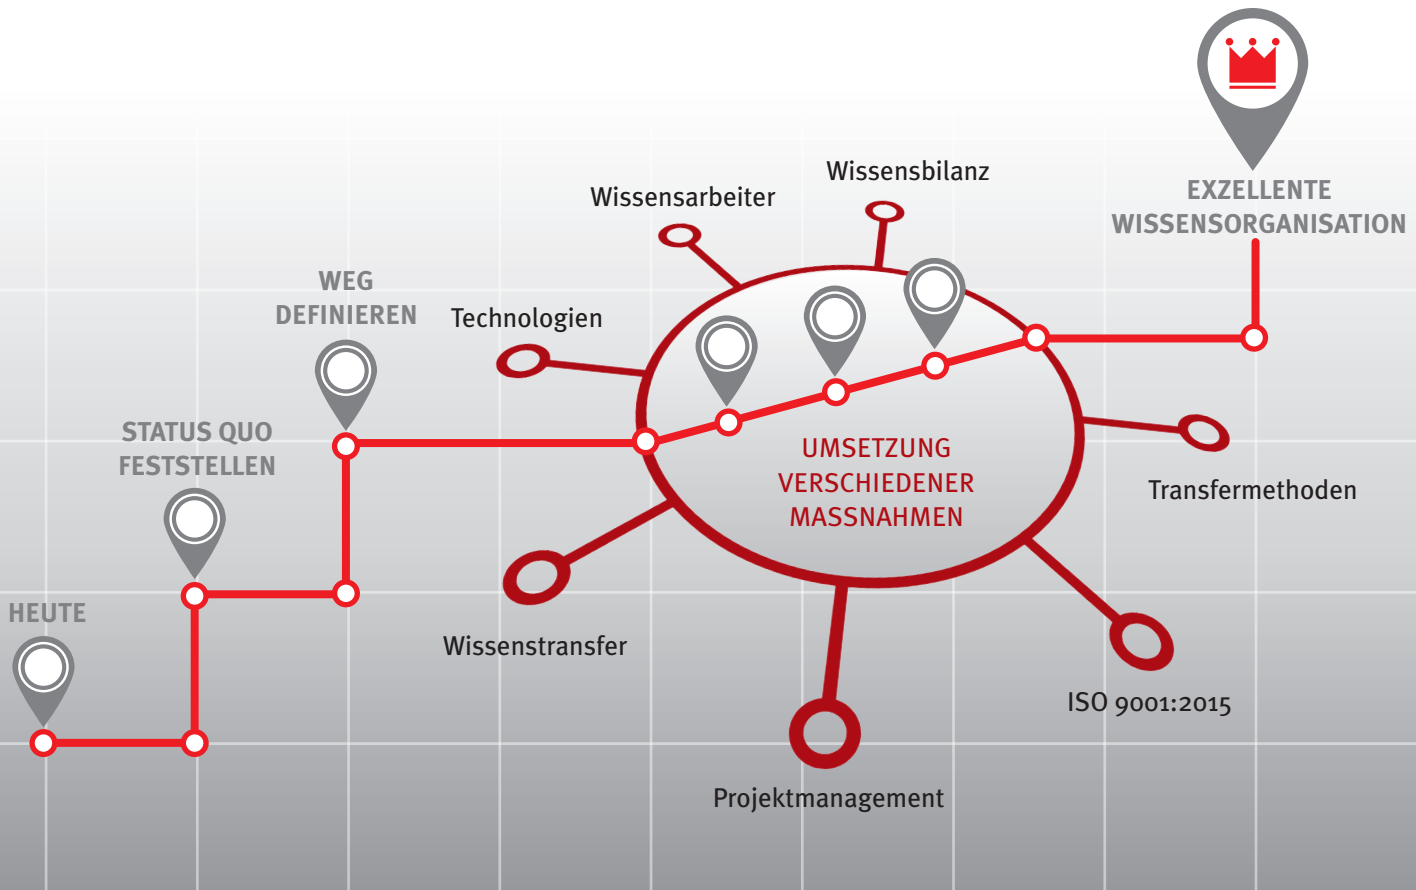 Wissensbilanz
Wissensarbeiter
EXZELLENTE
WISSENSORGANISATION
WEG
DEFINIEREN
Technologien
STATUS QUO
FESTSTELLEN
UMSETZUNG
VERSCHIEDENER
MASSNAHMEN
Transfermethoden
HEUTE
Wissenstransfer
ISO 9001:2015
Projektmanagement